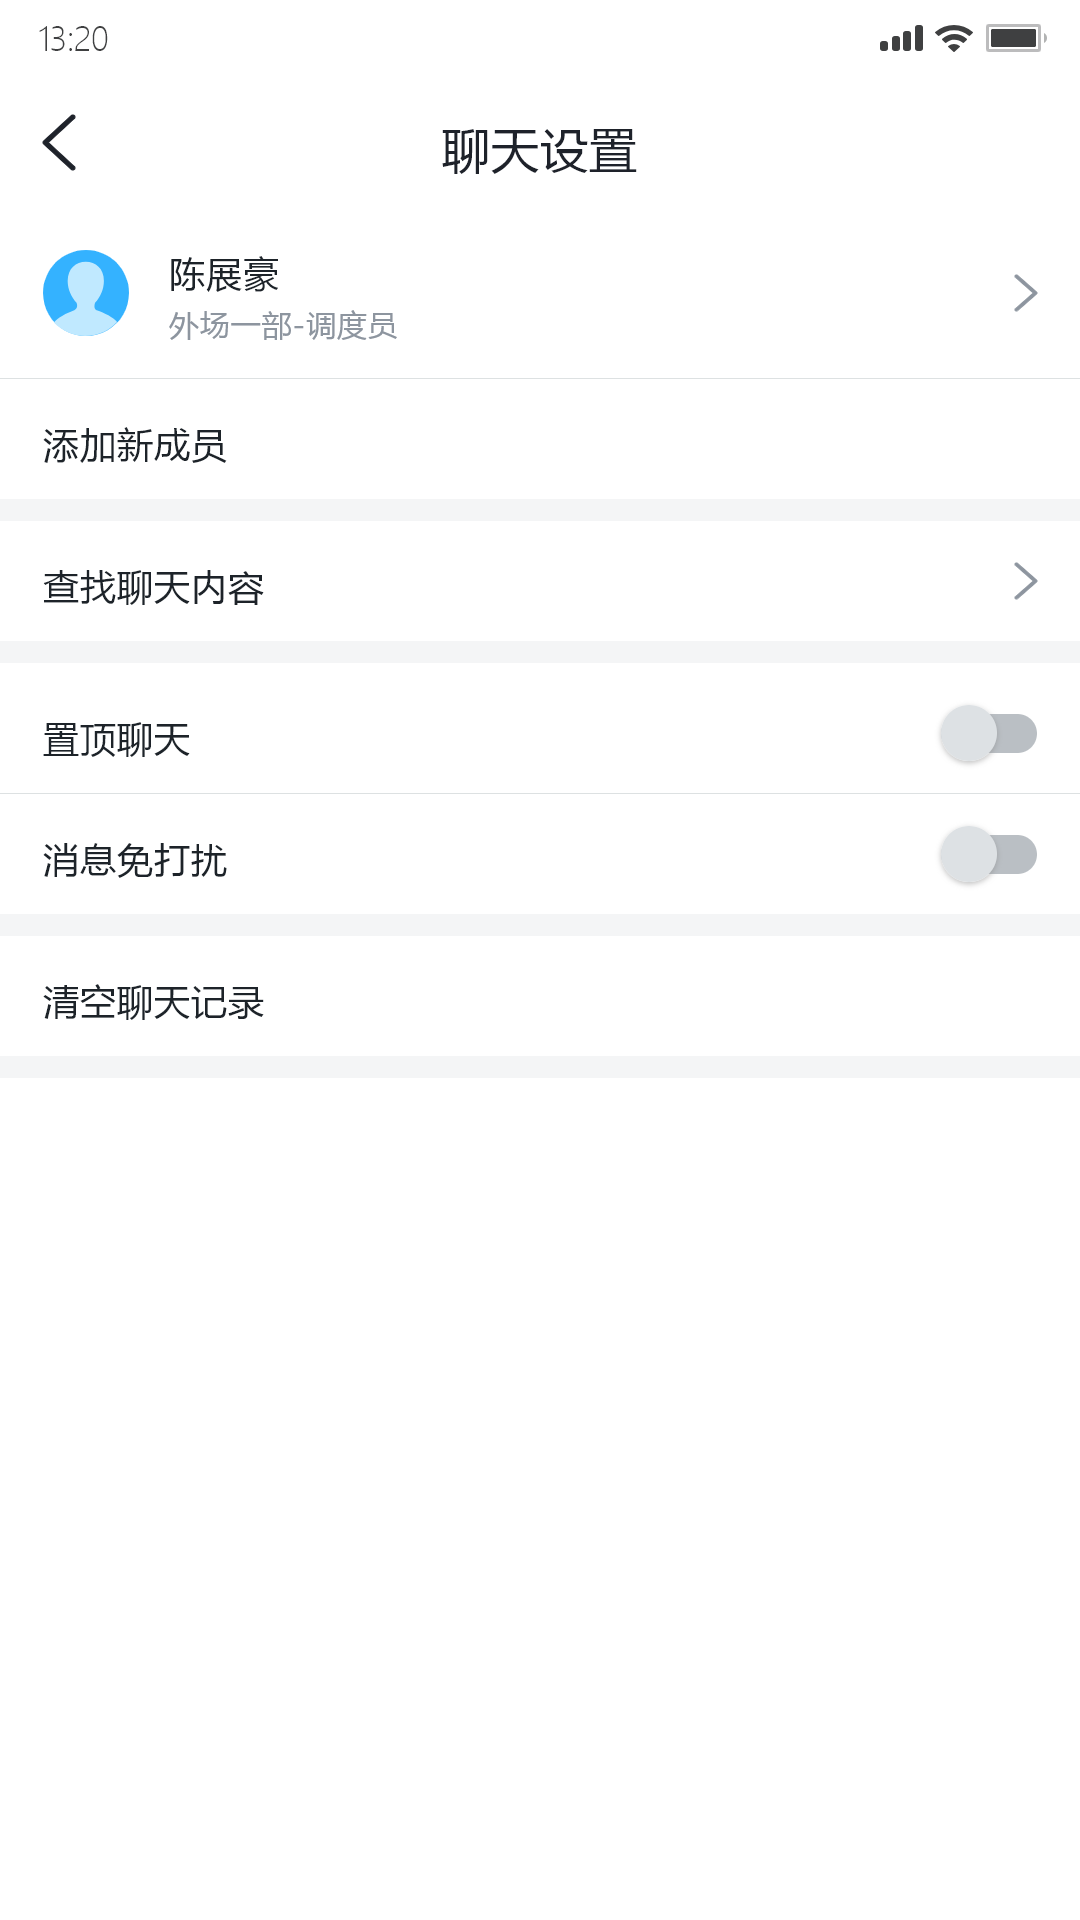 13:20
聊天设置
陈展豪
外场一部-调度员
添加新成员
查找聊天内容
置顶聊天
消息免打扰
清空聊天记录